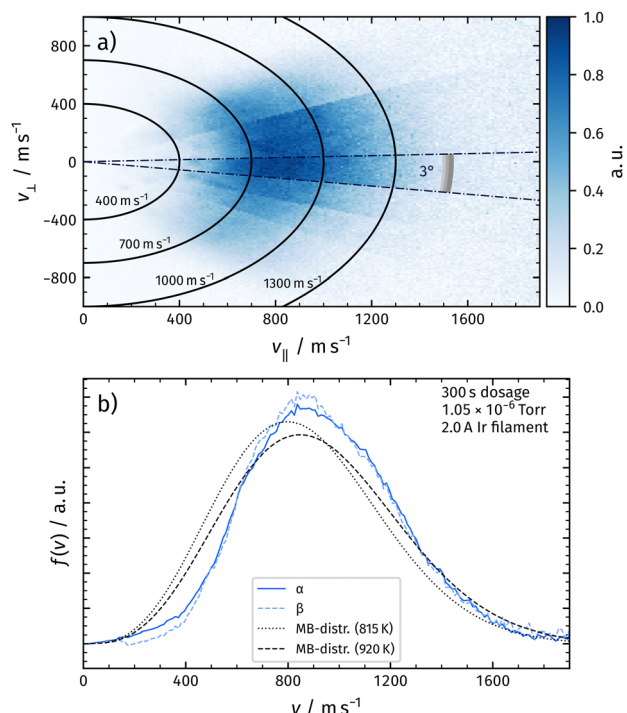 a)
1000
400
0
−400
−800
v⊥ / m s⁻¹
400 m s⁻¹
700 m s⁻¹
1000 m s⁻¹
1300 m s⁻¹
3°
0
400
800
1200
1600
v∥ / m s⁻¹
1.0
0.8
0.6
0.4
0.2
0.0
a. u.
b)
300 s dosage
1.05 × 10⁻⁶ Torr
2.0 A Ir filament
f(v) / a. u.
α
β
MB-distr. (815 K)
MB-distr. (920 K)
0
400
800
1200
1600
v / m s⁻¹